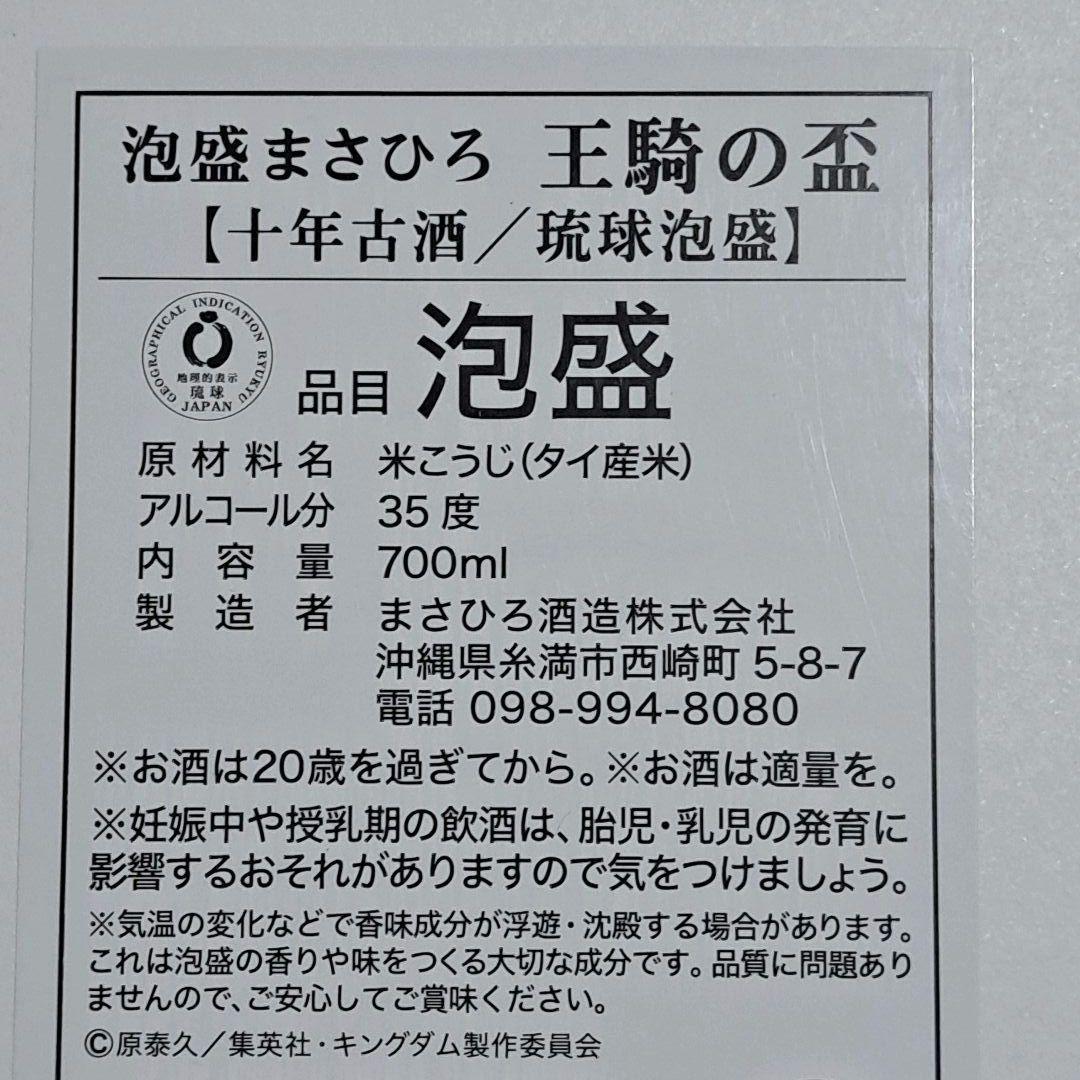 泡盛まさひろ 王騎の盃
【十年古酒／琉球泡盛】
GEOGRAPHICAL INDICATION RYUKYU
地理的表示
琉球
JAPAN
品目 泡盛
原材料名 米こうじ（タイ産米）
アルコール分 35度
内容量 700ml
製造者 まさひろ酒造株式会社
沖縄県糸満市西崎町 5-8-7
電話 098-994-8080
※お酒は20歳を過ぎてから。※お酒は適量を。
※妊娠中や授乳期の飲酒は、胎児・乳児の発育に
影響するおそれがありますので気をつけましょう。
※気温の変化などで香味成分が浮遊・沈殿する場合があります。
これは泡盛の香りや味をつくる大切な成分です。品質に問題あり
ませんので、ご安心してご賞味ください。
©原泰久／集英社・キングダム製作委員会